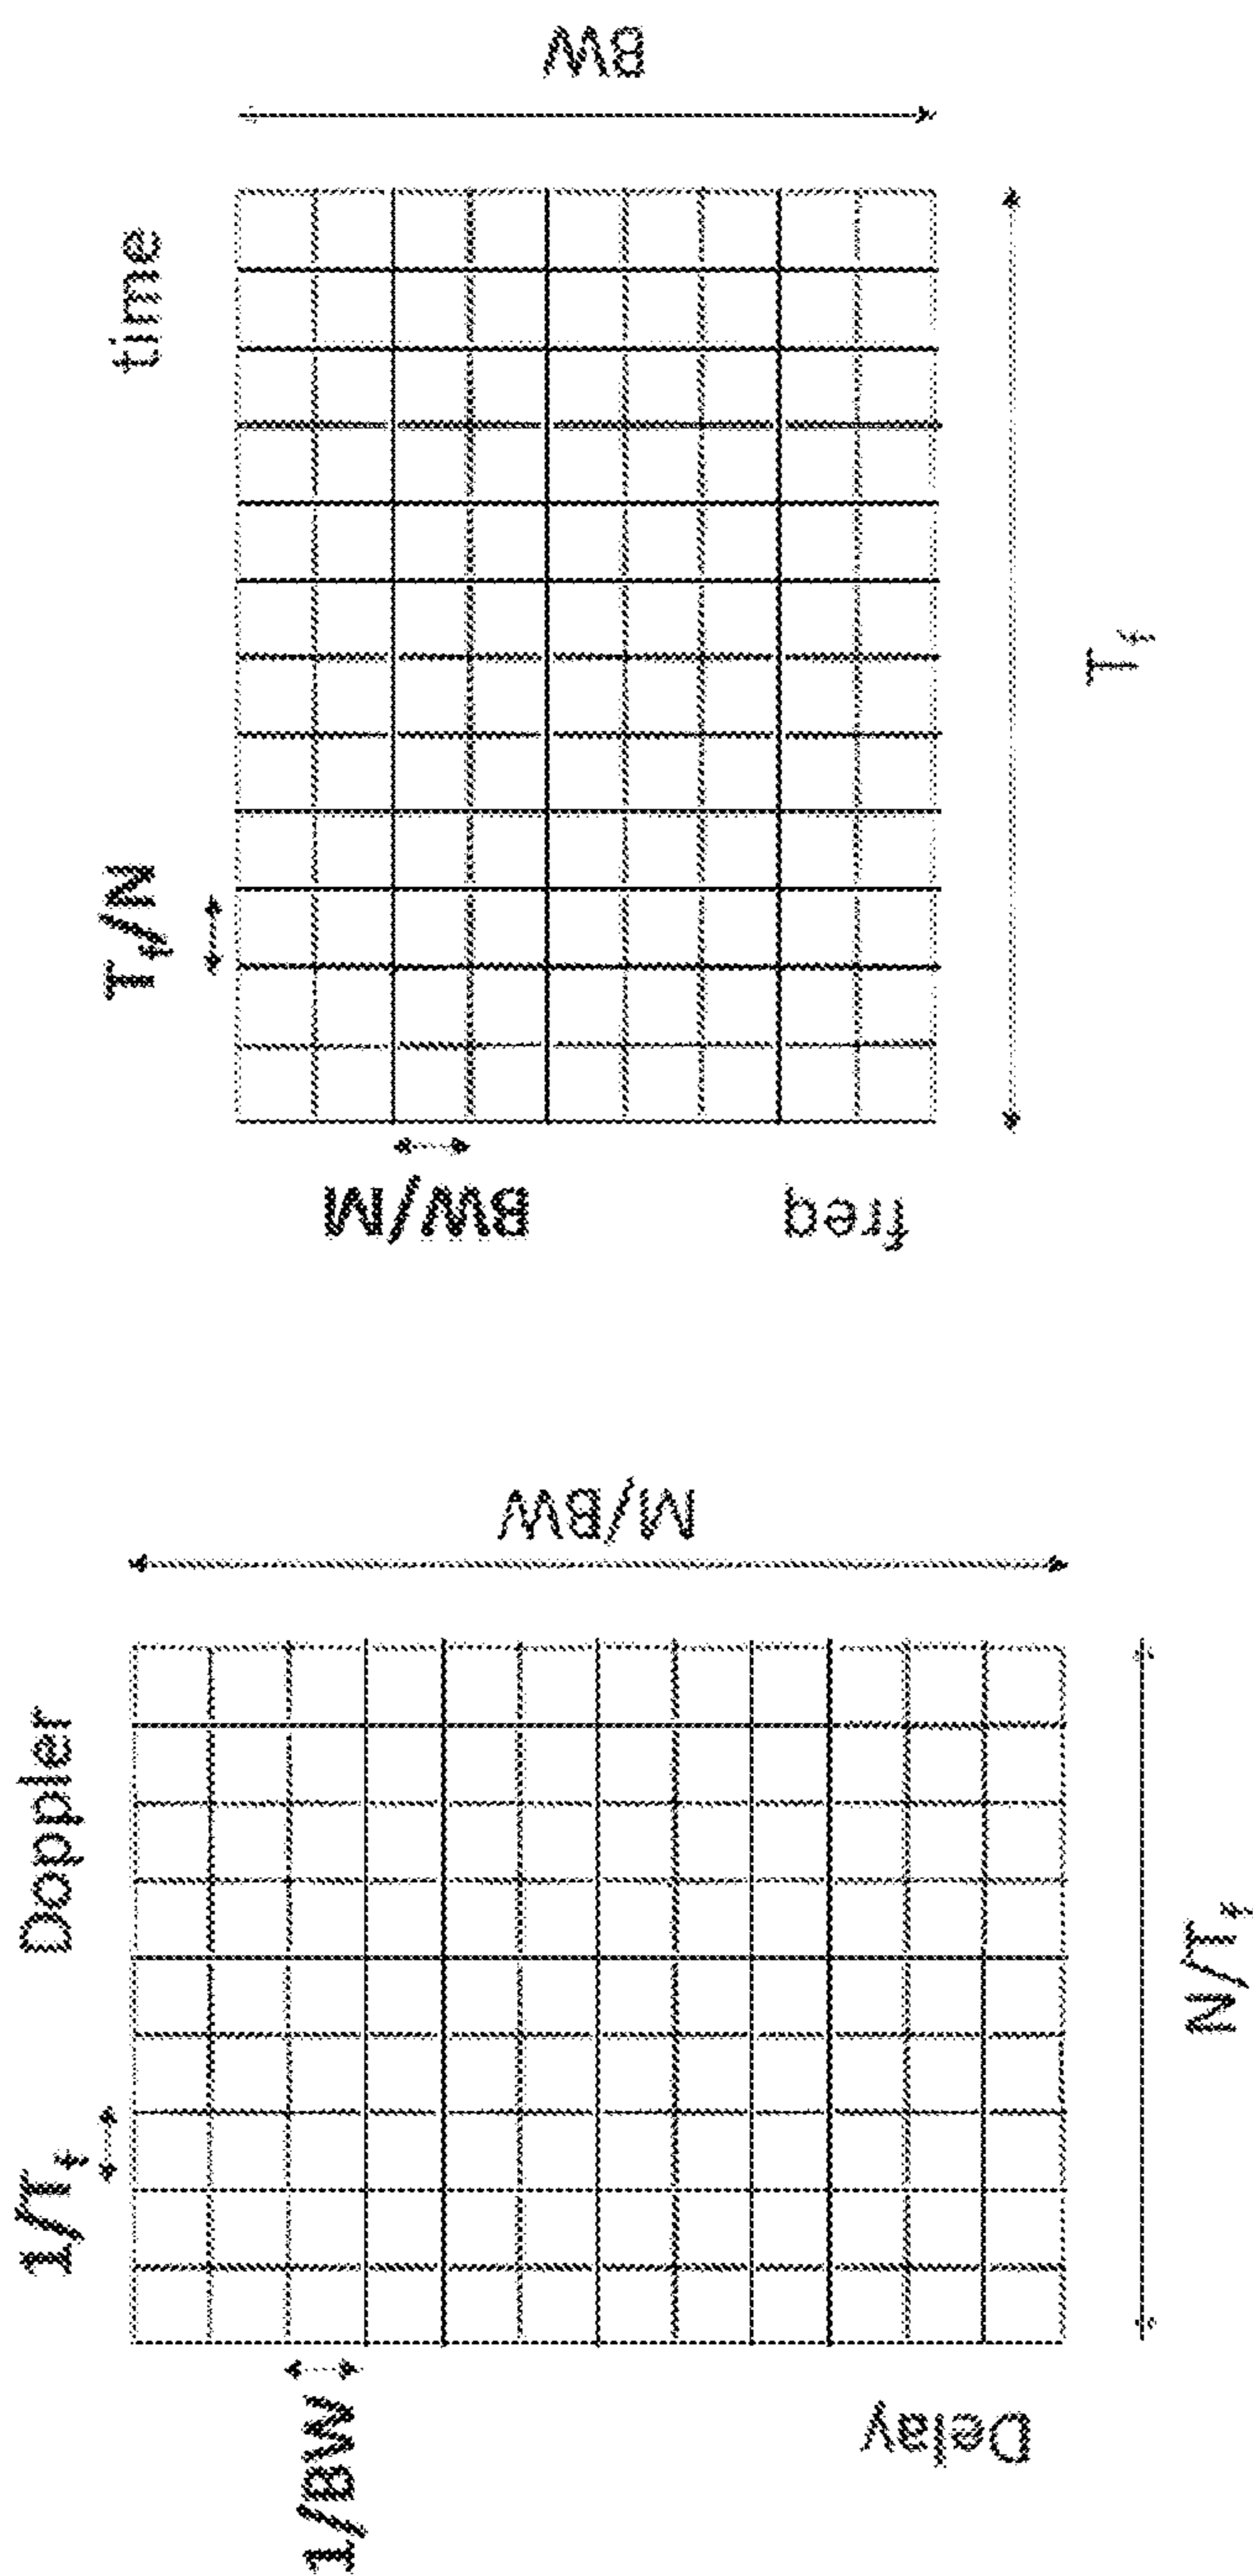 1/T_f
Doppler
1/BW
Delay
M/BW
N/T_f
T_f/N
time
BW/M
freq
BW
T_f